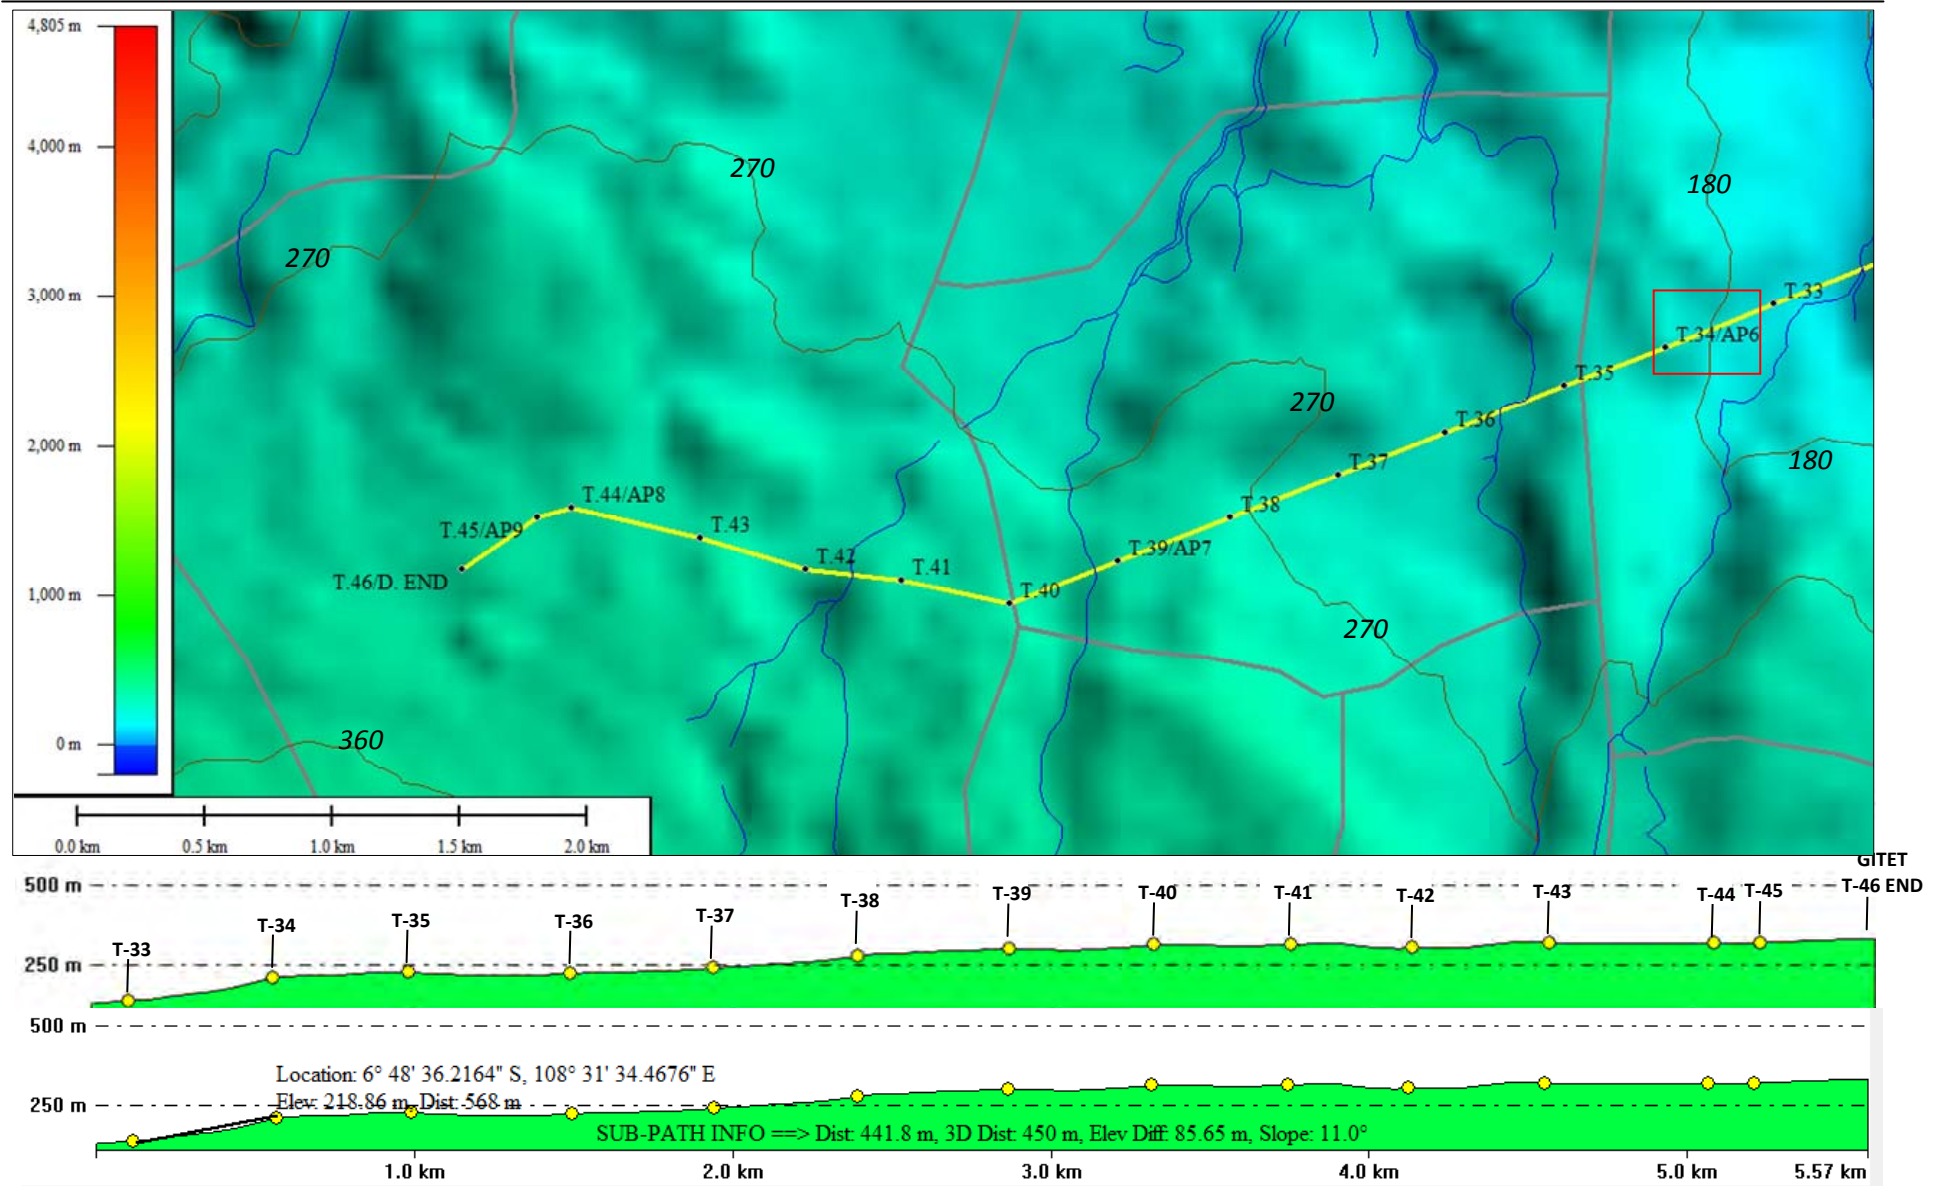 4,805 m
4,000 m
3,000 m
2,000 m
1,000 m
0 m
270
180
270
T.33
T.34/AP6
T.35
270
T.36
180
T.37
T.44/AP8
T.38
T.45/AP9
T.43
T.39/AP7
T.42
T.41
T.46/D. END
T.40
270
360
0.0 km 0.5 km 1.0 km 1.5 km 2.0 km
GITET
500 m
T-33 T-34 T-35 T-36 T-37 T-38 T-39 T-40 T-41 T-42 T-43 T-44 T-45 T-46 END
250 m
500 m
Location: 6° 48' 36.2164" S, 108° 31' 34.4676" E
Elev: 218.86 m, Dist: 568 m
250 m
SUB-PATH INFO ==> Dist: 441.8 m, 3D Dist: 450 m, Elev Diff: 85.65 m, Slope: 11.0°
1.0 km 2.0 km 3.0 km 4.0 km 5.0 km 5.57 km